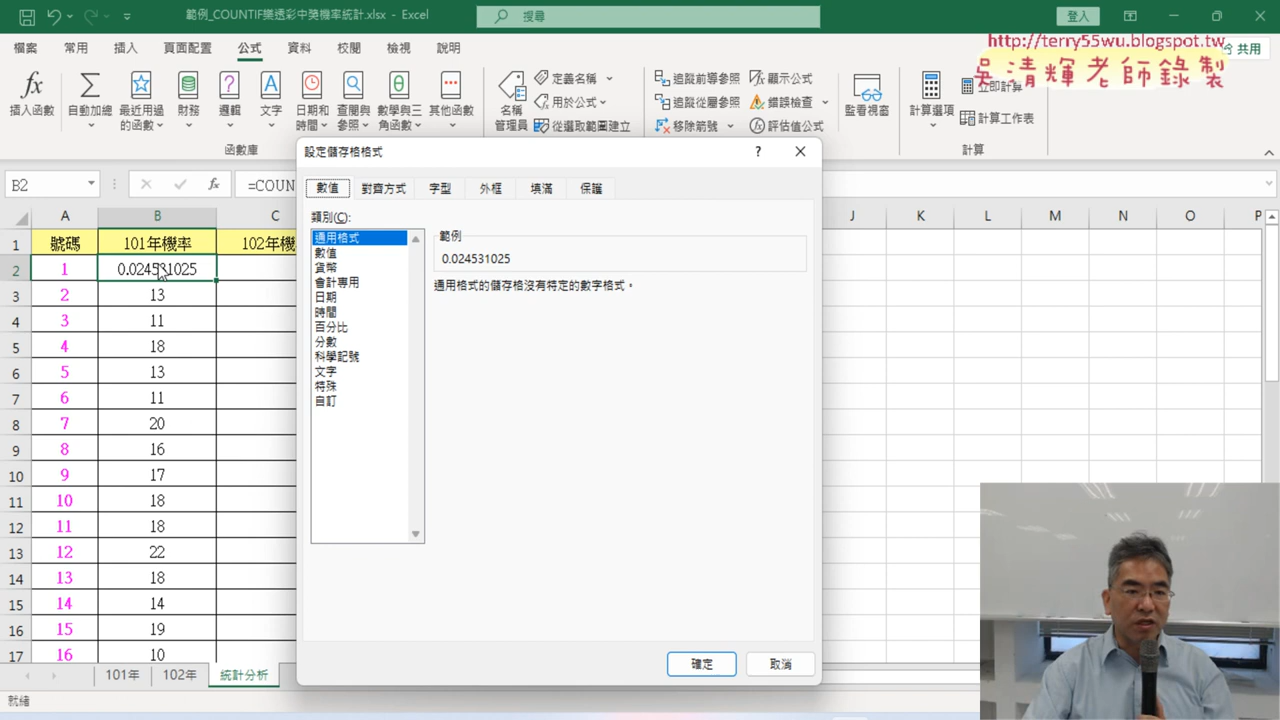 範例_COUNTIF樂透彩中獎機率統計.xlsx - Excel
搜尋
登入
檔案 常用 插入 頁面配置 公式 資料 校閱 檢視 說明
共用
http://terry55wu.blogspot.tw
吳清輝老師錄製
插入函數
自動加總
最近用過的函數
財務
邏輯
文字
日期和時間
查閱與參照
數學與三角函數
其他函數
函數庫
名稱管理員
定義名稱
用於公式
從選取範圍建立
追蹤前導參照
追蹤從屬參照
移除箭號
顯示公式
錯誤檢查
評估值公式
監看視窗
計算選項
立即計算
計算工作表
計算
B2
fx
=COUN
A B C J K L M N O P
1 號碼 101年機率 102年機
2 1 0.024531025
3 2 13
4 3 11
5 4 18
6 5 13
7 6 11
8 7 20
9 8 16
10 9 17
11 10 18
12 11 18
13 12 22
14 13 18
15 14 14
16 15 19
17 16 10
設定儲存格格式
?
數值 對齊方式 字型 外框 填滿 保護
類別(C):
通用格式
數值
貨幣
會計專用
日期
時間
百分比
分數
科學記號
文字
特殊
自訂
範例
0.024531025
通用格式的儲存格沒有特定的數字格式。
確定
取消
101年 102年 統計分析
就緒